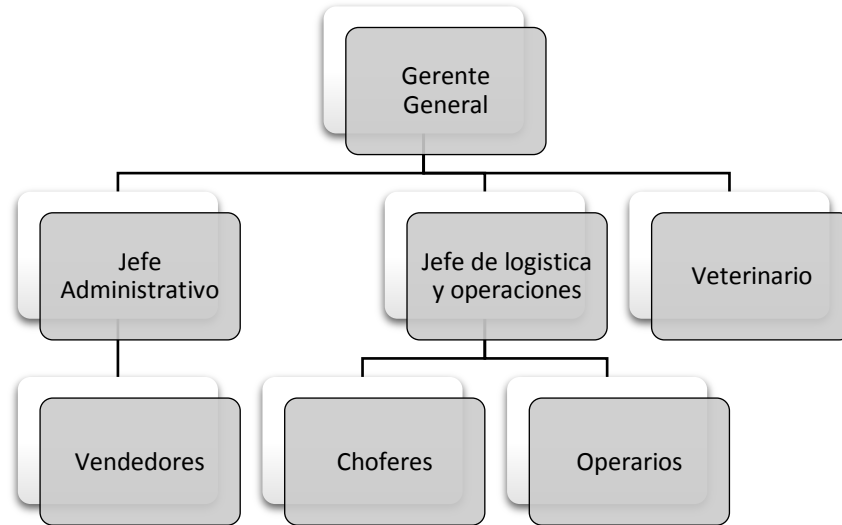 Gerente
General
Jefe
Administrativo
Jefe de logistica
y operaciones
Veterinario
Vendedores
Choferes
Operarios